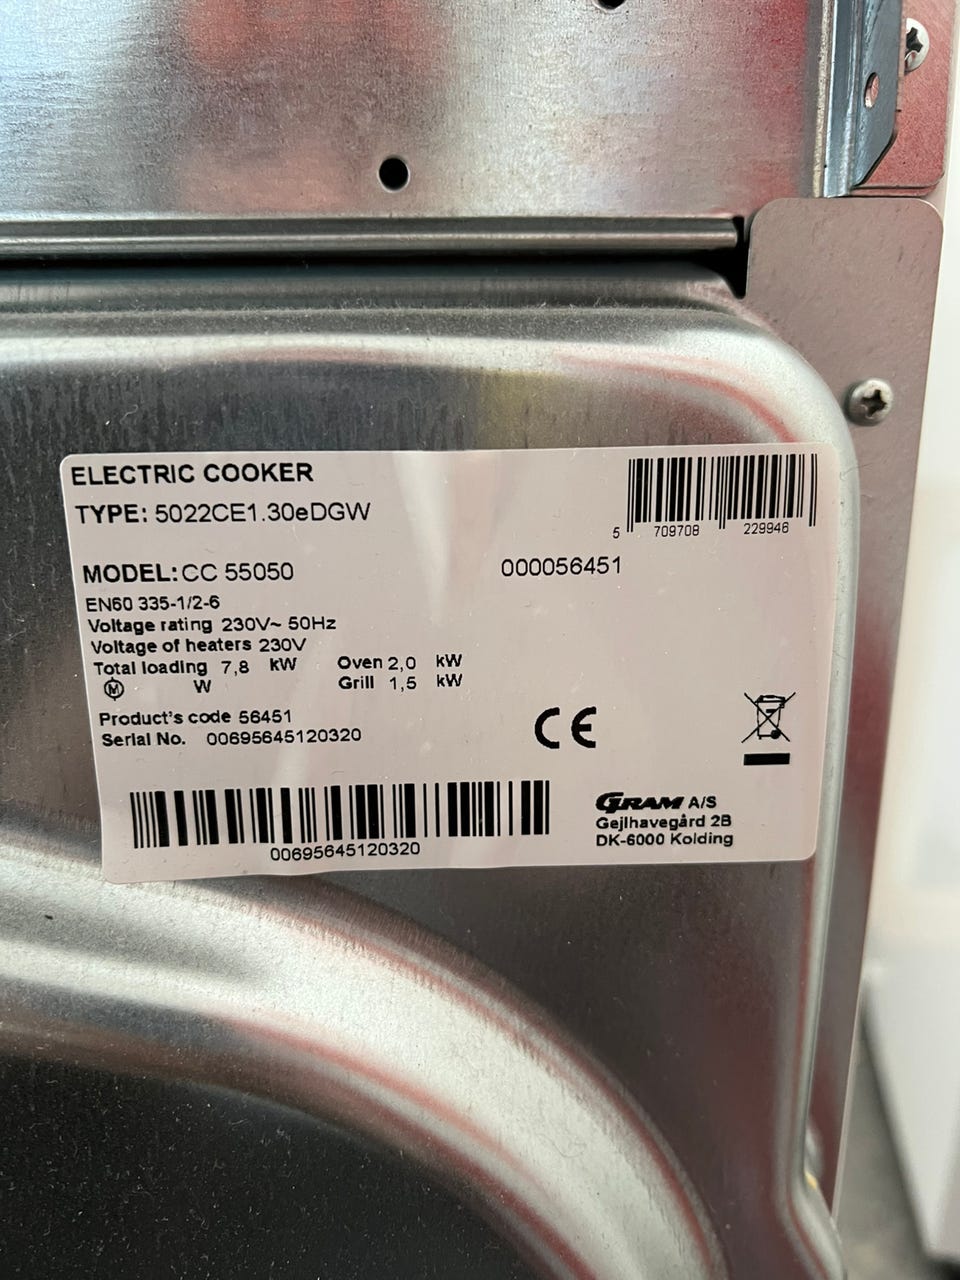 ELECTRIC COOKER
TYPE: 5022CE1.30eDGW
5 709708 229946
MODEL: CC 55050 000056451
EN60 335-1/2-6
Voltage rating 230V~ 50Hz
Voltage of heaters 230V
Total loading 7,8 kW Oven 2,0 kW
M W Grill 1,5 kW
Product's code 56451
Serial No. 00695645120320
CE
00695645120320
GRAM A/S
Gejlhavegård 2B
DK-6000 Kolding